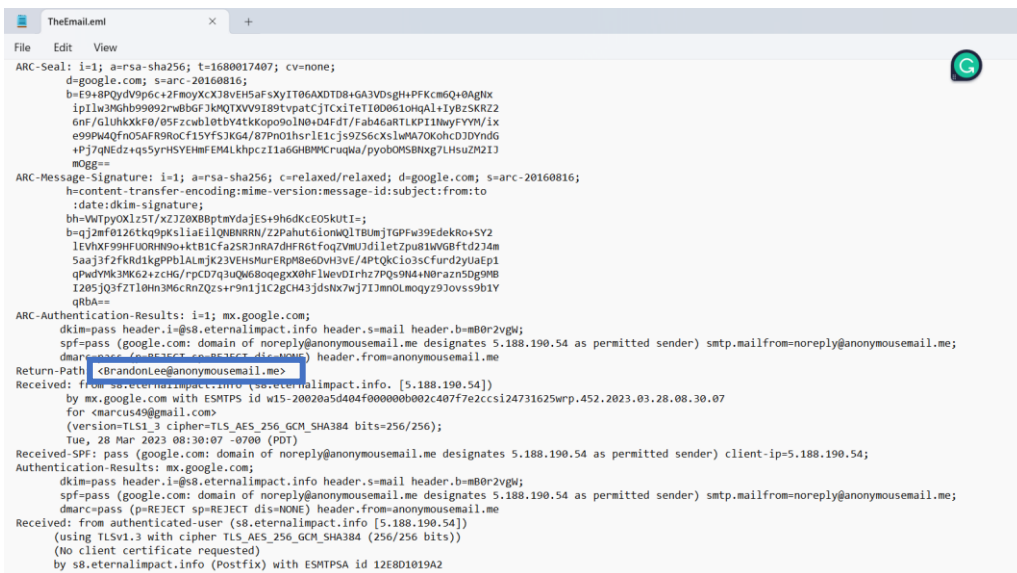 TheEmail.eml
File Edit View
ARC-Seal: i=1; a=rsa-sha256; t=1680017407; cv=none;
d=google.com; s=arc-20160816;
b=E9+8PQydV9p6c+2FmoyXcXJ8vEH5aFsXyIT06AXDTD8+GA3VDsgH+PFKcm6Q+0AgNx
ipIlw3MGhb99092rwBbGFJkMQTXVV9I89tvpatCjTCxiTeTI0D061oHqAl+IyBzSKRZ2
6nF/GlUhkXkF0/05Fzcwbl0tbY4tkKopo9olN0+D4FdT/Fab46aRTLKPI1NwyFYYM/ix
e99PW4QfnO5AFR9RoCf15YfSJKG4/87PnO1hsrlE1cjs9ZS6cXslwMA7OKohcDJDYndG
+Pj7qNEdz+qs5yrHSYEHmFEM4LkhpczI1a6GHBMMCruqWa/pyobOMSBNxg7LHsuZM2IJ
mOgg==
ARC-Message-Signature: i=1; a=rsa-sha256; c=relaxed/relaxed; d=google.com; s=arc-20160816;
h=content-transfer-encoding:mime-version:message-id:subject:from:to
:date:dkim-signature;
bh=VWTpyOXlz5T/xZJZ0XBBptmYdajES+9h6dKcEO5kUtI=;
b=qj2mf0126tkq9pKsliaEilQNBNRRN/Z2Pahut6ionWQlTBUmjTGPFw39EdekRo+SY2
lEVhXF99HFUORHN9o+ktB1Cfa2SRJnRA7dHFR6tfoqZVmUJdiletZpu81WVGBftd2J4m
5aaj3f2fkRd1kgPPblALmjK23VEHsMurERpM8e6DvH3vE/4PtQkCio3sCfurd2yUaEp1
qPwdYMk3MK62+zcHG/rpCD7q3uQW68oqegxX0hFlWevDIrhz7PQs9N4+N0razn5Dg9MB
I205jQ3fZTl0Hn3M6cRnZQzs+r9n1j1C2gCH43jdsNx7wj7IJmnOLmoqyz9Jovss9b1Y
qRbA==
ARC-Authentication-Results: i=1; mx.google.com;
dkim=pass header.i=@s8.eternalimpact.info header.s=mail header.b=mB0r2vgW;
spf=pass (google.com: domain of noreply@anonymousemail.me designates 5.188.190.54 as permitted sender) smtp.mailfrom=noreply@anonymousemail.me;
dmarc=pass (p=REJECT sp=REJECT dis=NONE) header.from=anonymousemail.me
Return-Path: <BrandonLee@anonymousemail.me>
Received: from s8.eternalimpact.info (s8.eternalimpact.info. [5.188.190.54])
by mx.google.com with ESMTPS id w15-20020a5d404f000000b002c407f7e2ccsi24731625wrp.452.2023.03.28.08.30.07
for <marcus49@gmail.com>
(version=TLS1_3 cipher=TLS_AES_256_GCM_SHA384 bits=256/256);
Tue, 28 Mar 2023 08:30:07 -0700 (PDT)
Received-SPF: pass (google.com: domain of noreply@anonymousemail.me designates 5.188.190.54 as permitted sender) client-ip=5.188.190.54;
Authentication-Results: mx.google.com;
dkim=pass header.i=@s8.eternalimpact.info header.s=mail header.b=mB0r2vgW;
spf=pass (google.com: domain of noreply@anonymousemail.me designates 5.188.190.54 as permitted sender) smtp.mailfrom=noreply@anonymousemail.me;
dmarc=pass (p=REJECT sp=REJECT dis=NONE) header.from=anonymousemail.me
Received: from authenticated-user (s8.eternalimpact.info [5.188.190.54])
(using TLSv1.3 with cipher TLS_AES_256_GCM_SHA384 (256/256 bits))
(No client certificate requested)
by s8.eternalimpact.info (Postfix) with ESMTPSA id 12E8D1019A2